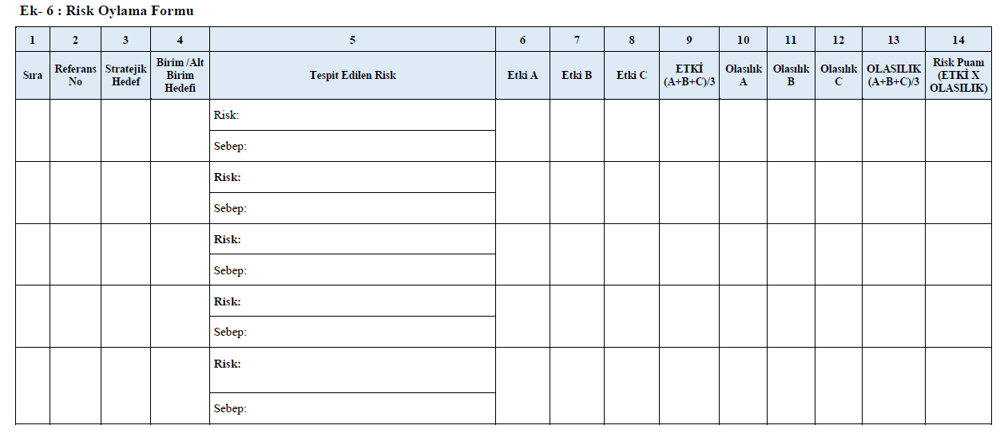 Ek- 6 : Risk Oylama Formu
1 2 3 4 5 6 7 8 9 10 11 12 13 14
Sıra
Referans No
Stratejik Hedef
Birim /Alt Birim Hedefi
Tespit Edilen Risk
Etki A
Etki B
Etki C
ETKİ (A+B+C)/3
Olasılık A
Olasılık B
Olasılık C
OLASILIK (A+B+C)/3
Risk Puanı (ETKİ X OLASILIK)
Risk:
Sebep:
Risk:
Sebep:
Risk:
Sebep:
Risk:
Sebep:
Risk:
Sebep: